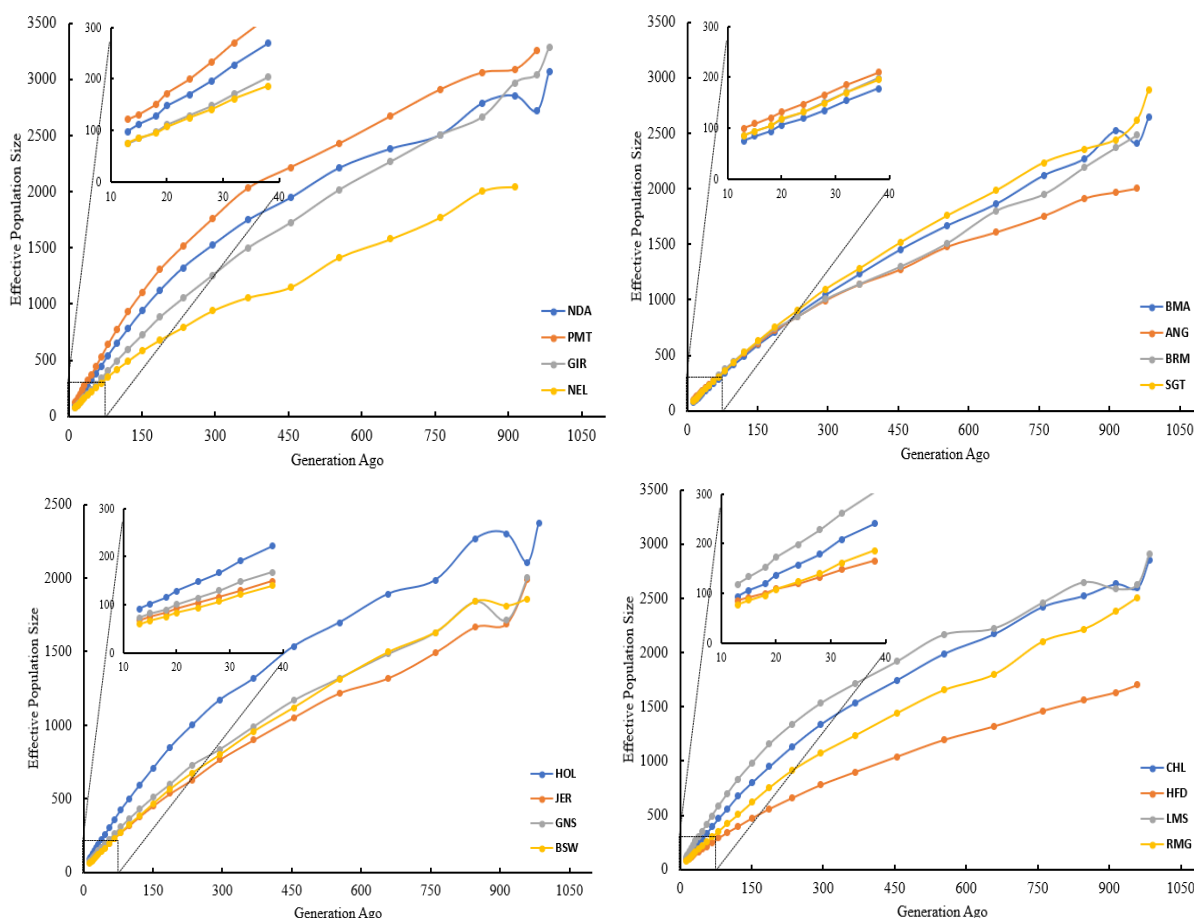 3500
3000
2500
2000
1500
1000
500
0
Effective Population Size
300
200
100
0
10 20 30 40
NDA
PMT
GIR
NEL
0 150 300 450 600 750 900 1050
Generation Ago
3500
3000
2500
2000
1500
1000
500
0
Effective Population Size
300
200
100
0
10 20 30 40
BMA
ANG
BRM
SGT
0 150 300 450 600 750 900 1050
Generation Ago
2500
2000
1500
1000
500
0
Effective Population Size
300
200
100
0
10 20 30 40
HOL
JER
GNS
BSW
0 150 300 450 600 750 900 1050
Generation Ago
3500
3000
2500
2000
1500
1000
500
0
Effective Population Size
300
200
100
0
10 20 30 40
CHL
HFD
LMS
RMG
0 150 300 450 600 750 900 1050
Generation Ago